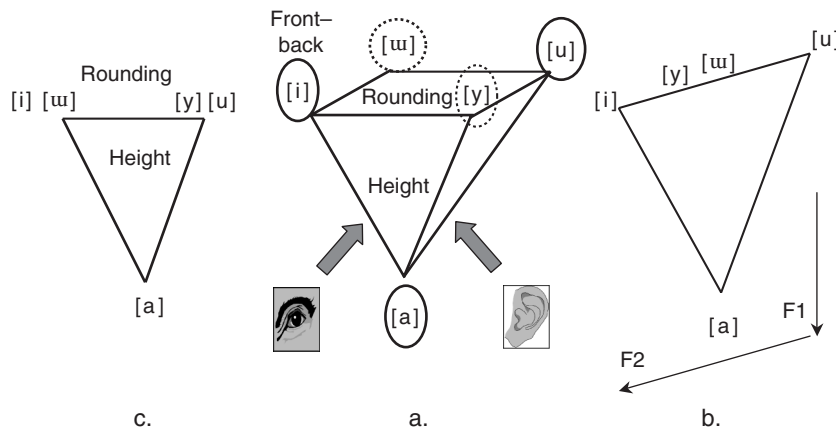 Rounding
[i] [ɯ] [y] [u]
Height
[a]
c.
Front–
back
[ɯ]
[u]
[i]
Rounding [y]
Height
[a]
a.
[u]
[y] [ɯ]
[i]
[a]
F1
F2
b.